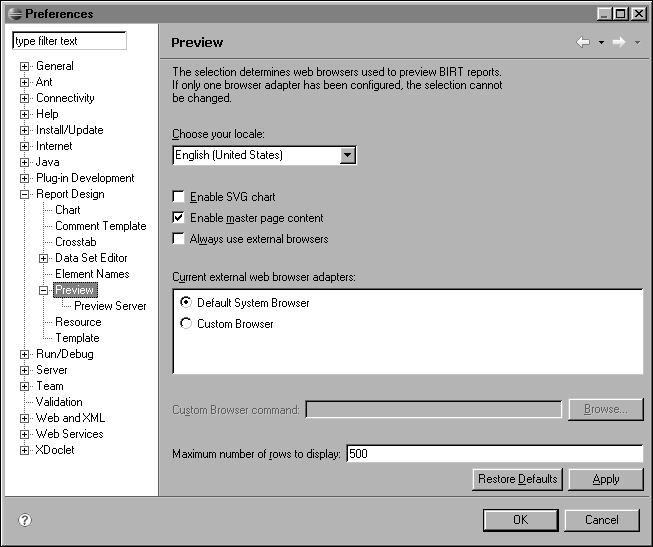 Preferences
type filter text
General
Ant
Connectivity
Help
Install/Update
Internet
Java
Plug-in Development
Report Design
Chart
Comment Template
Crosstab
Data Set Editor
Element Names
Preview
Preview Server
Resource
Template
Run/Debug
Server
Team
Validation
Web and XML
Web Services
XDoclet
Preview
The selection determines web browsers used to preview BIRT reports.
If only one browser adapter has been configured, the selection cannot
be changed.
Choose your locale:
English (United States)
Enable SVG chart
Enable master page content
Always use external browsers
Current external web browser adapters:
Default System Browser
Custom Browser
Custom Browser command:
Browse...
Maximum number of rows to display: 500
Restore Defaults
Apply
?
OK
Cancel